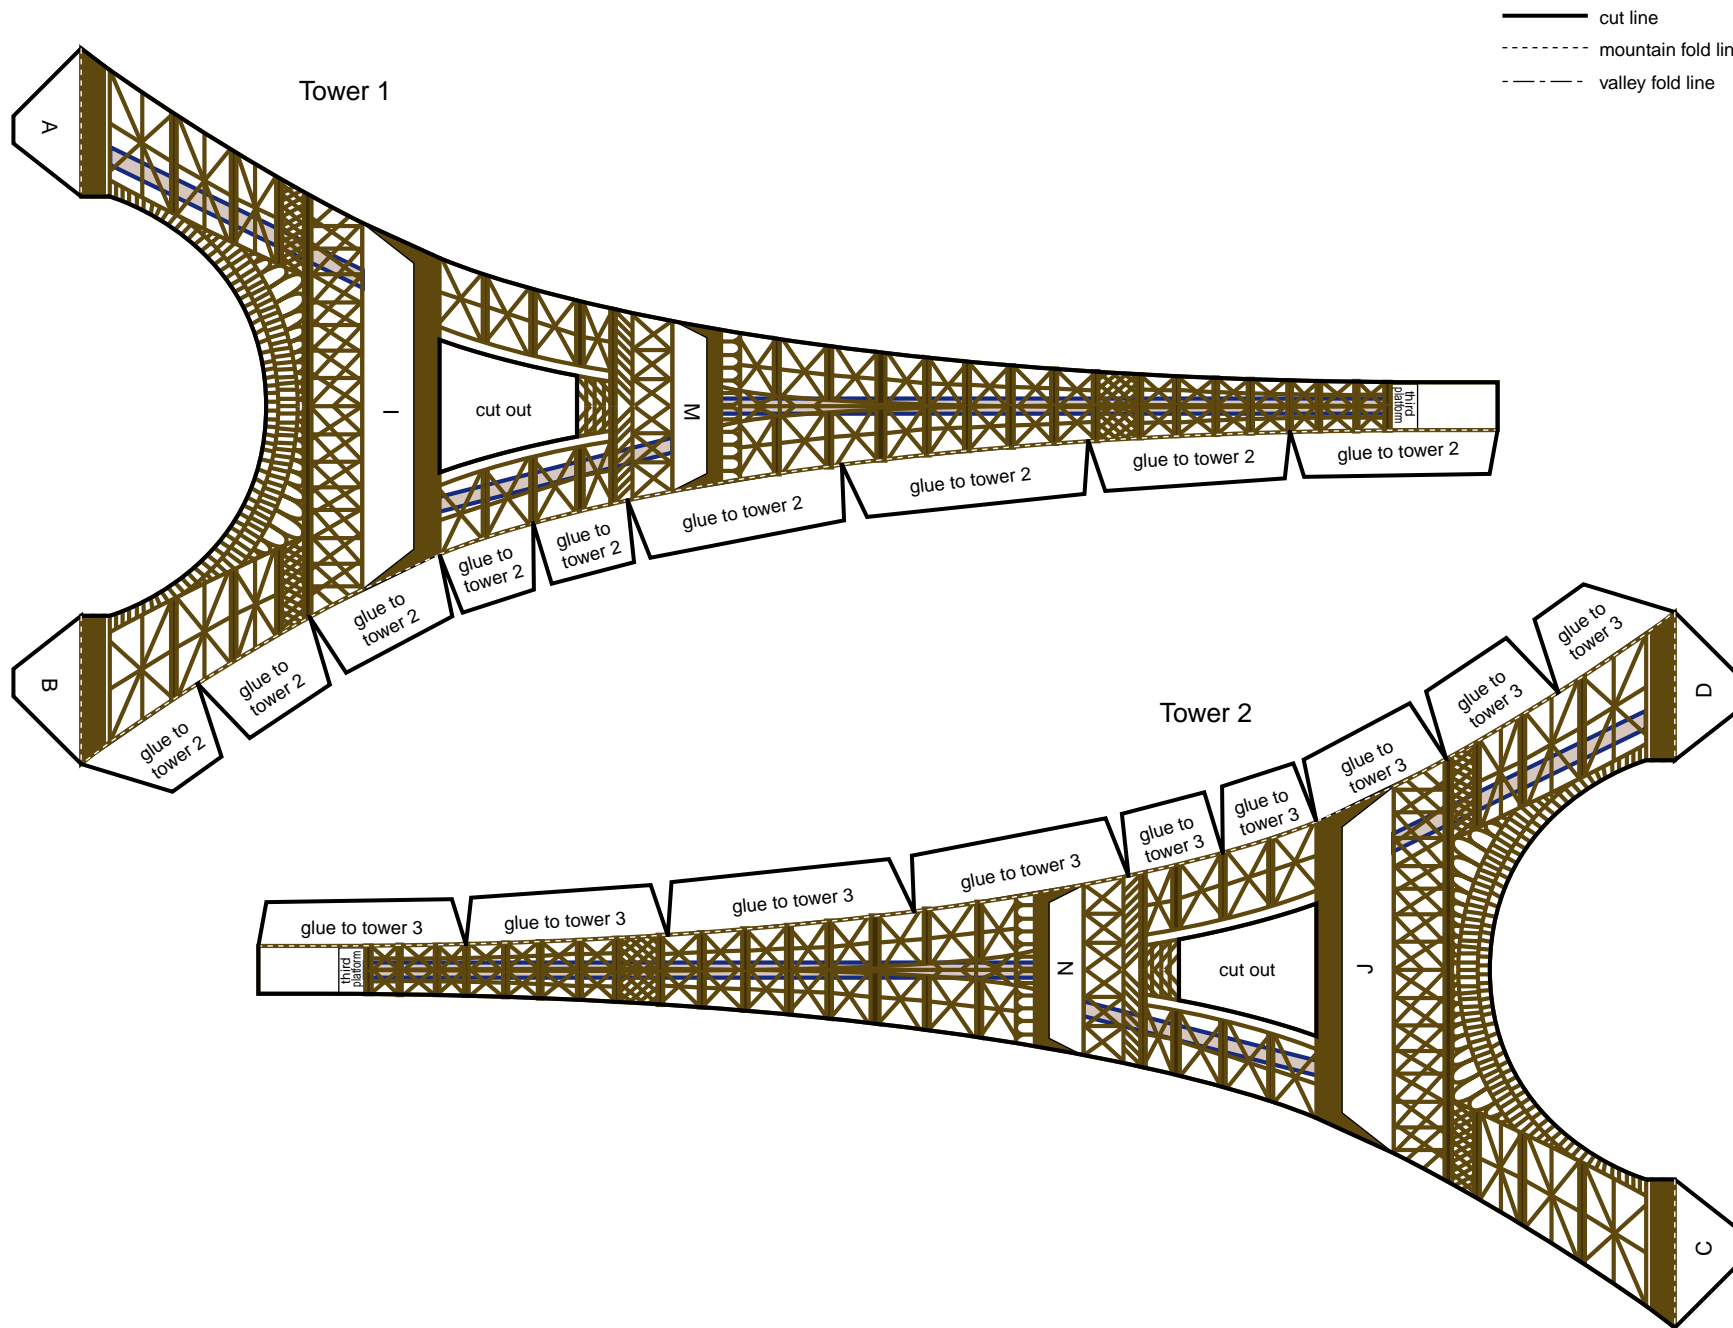 cut line
mountain fold lin
valley fold line
Tower 1
A
I
cut out
M
third
platform
glue to tower 2
glue to tower 2
glue to tower 2
glue to tower 2
glue to
tower 2
glue to
tower 2
glue to
tower 2
glue to
tower 2
glue to
tower 2
B
Tower 2
glue to
tower 3
glue to
tower 3
glue to
tower 3
glue to
tower 3
glue to
tower 3
glue to tower 3
glue to tower 3
glue to tower 3
glue to tower 3
third
platform
N
cut out
J
D
C